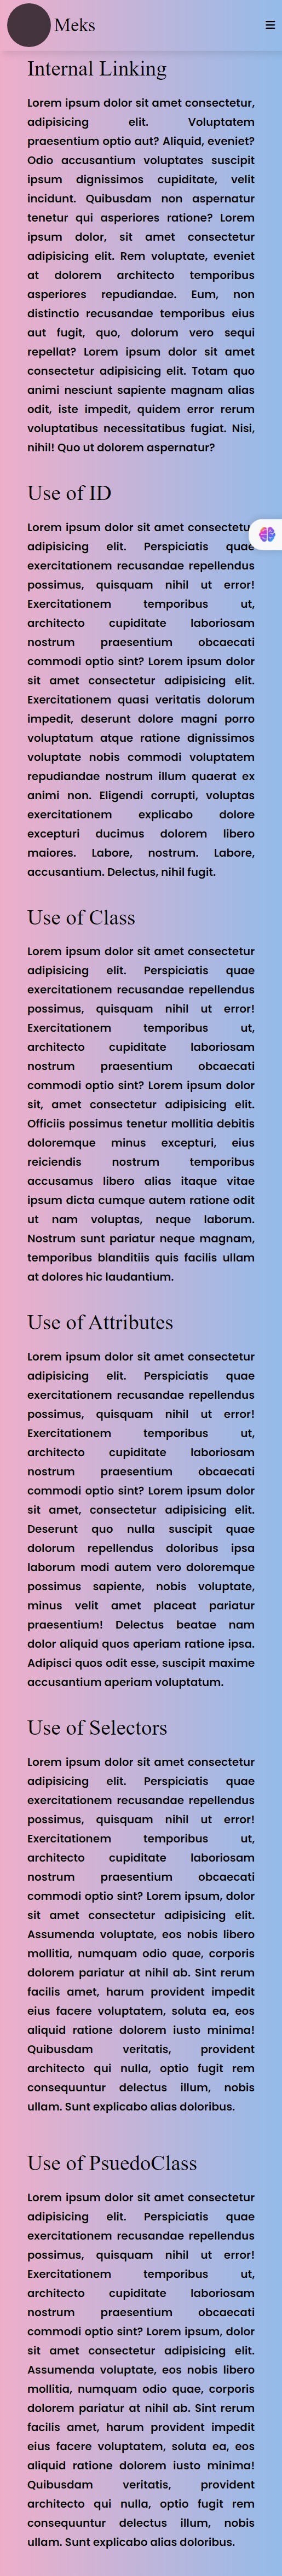 Meks
Internal Linking
Lorem ipsum dolor sit amet consectetur,
adipisicing elit. Voluptatem
praesentium optio aut? Aliquid, eveniet?
Odio accusantium voluptates suscipit
ipsum dignissimos cupiditate, velit
incidunt. Quibusdam non aspernatur
tenetur qui asperiores ratione? Lorem
ipsum dolor, sit amet consectetur
adipisicing elit. Rem voluptate, eveniet
at dolorem architecto temporibus
asperiores repudiandae. Eum, non
distinctio recusandae temporibus eius
aut fugit, quo, dolorum vero sequi
repellat? Lorem ipsum dolor sit amet
consectetur adipisicing elit. Totam quo
animi nesciunt sapiente magnam alias
odit, iste impedit, quidem error rerum
voluptatibus necessitatibus fugiat. Nisi,
nihil! Quo ut dolorem aspernatur?
Use of ID
Lorem ipsum dolor sit amet consectetur
adipisicing elit. Perspiciatis quae
exercitationem recusandae repellendus
possimus, quisquam nihil ut error!
Exercitationem temporibus ut,
architecto cupiditate laboriosam
nostrum praesentium obcaecati
commodi optio sint? Lorem ipsum dolor
sit amet consectetur adipisicing elit.
Exercitationem quasi veritatis dolorum
impedit, deserunt dolore magni porro
voluptatum atque ratione dignissimos
voluptate nobis commodi voluptatem
repudiandae nostrum illum quaerat ex
animi non. Eligendi corrupti, voluptas
exercitationem explicabo dolore
excepturi ducimus dolorem libero
maiores. Labore, nostrum. Labore,
accusantium. Delectus, nihil fugit.
Use of Class
Lorem ipsum dolor sit amet consectetur
adipisicing elit. Perspiciatis quae
exercitationem recusandae repellendus
possimus, quisquam nihil ut error!
Exercitationem temporibus ut,
architecto cupiditate laboriosam
nostrum praesentium obcaecati
commodi optio sint? Lorem ipsum dolor
sit, amet consectetur adipisicing elit.
Officiis possimus tenetur mollitia debitis
doloremque minus excepturi, eius
reiciendis nostrum temporibus
accusamus libero alias itaque vitae
ipsum dicta cumque autem ratione odit
ut nam voluptas, neque laborum.
Nostrum sunt pariatur neque magnam,
temporibus blanditiis quis facilis ullam
at dolores hic laudantium.
Use of Attributes
Lorem ipsum dolor sit amet consectetur
adipisicing elit. Perspiciatis quae
exercitationem recusandae repellendus
possimus, quisquam nihil ut error!
Exercitationem temporibus ut,
architecto cupiditate laboriosam
nostrum praesentium obcaecati
commodi optio sint? Lorem ipsum dolor
sit amet, consectetur adipisicing elit.
Deserunt quo nulla suscipit quae
dolorum repellendus doloribus ipsa
laborum modi autem vero doloremque
possimus sapiente, nobis voluptate,
minus velit amet placeat pariatur
praesentium! Delectus beatae nam
dolor aliquid quos aperiam ratione ipsa.
Adipisci quos odit esse, suscipit maxime
accusantium aperiam voluptatum.
Use of Selectors
Lorem ipsum dolor sit amet consectetur
adipisicing elit. Perspiciatis quae
exercitationem recusandae repellendus
possimus, quisquam nihil ut error!
Exercitationem temporibus ut,
architecto cupiditate laboriosam
nostrum praesentium obcaecati
commodi optio sint? Lorem ipsum, dolor
sit amet consectetur adipisicing elit.
Assumenda voluptate, eos nobis libero
mollitia, numquam odio quae, corporis
dolorem pariatur at nihil ab. Sint rerum
facilis amet, harum provident impedit
eius facere voluptatem, soluta ea, eos
aliquid ratione dolorem iusto minima!
Quibusdam veritatis, provident
architecto qui nulla, optio fugit rem
consequuntur delectus illum, nobis
ullam. Sunt explicabo alias doloribus.
Use of PsuedoClass
Lorem ipsum dolor sit amet consectetur
adipisicing elit. Perspiciatis quae
exercitationem recusandae repellendus
possimus, quisquam nihil ut error!
Exercitationem temporibus ut,
architecto cupiditate laboriosam
nostrum praesentium obcaecati
commodi optio sint? Lorem ipsum, dolor
sit amet consectetur adipisicing elit.
Assumenda voluptate, eos nobis libero
mollitia, numquam odio quae, corporis
dolorem pariatur at nihil ab. Sint rerum
facilis amet, harum provident impedit
eius facere voluptatem, soluta ea, eos
aliquid ratione dolorem iusto minima!
Quibusdam veritatis, provident
architecto qui nulla, optio fugit rem
consequuntur delectus illum, nobis
ullam. Sunt explicabo alias doloribus.